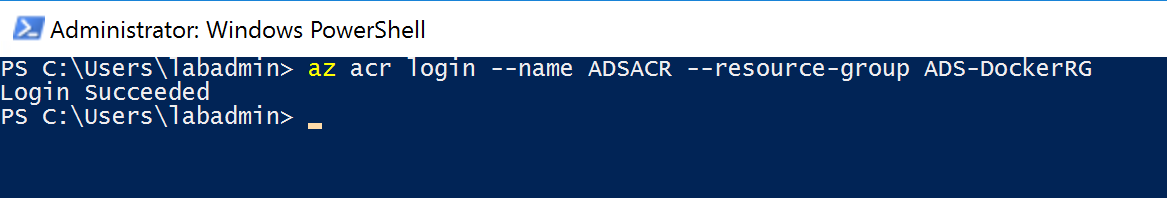 Administrator: Windows PowerShell
PS C:\Users\labadmin> az acr login --name ADSACR --resource-group ADS-DockerRG
Login Succeeded
PS C:\Users\labadmin>